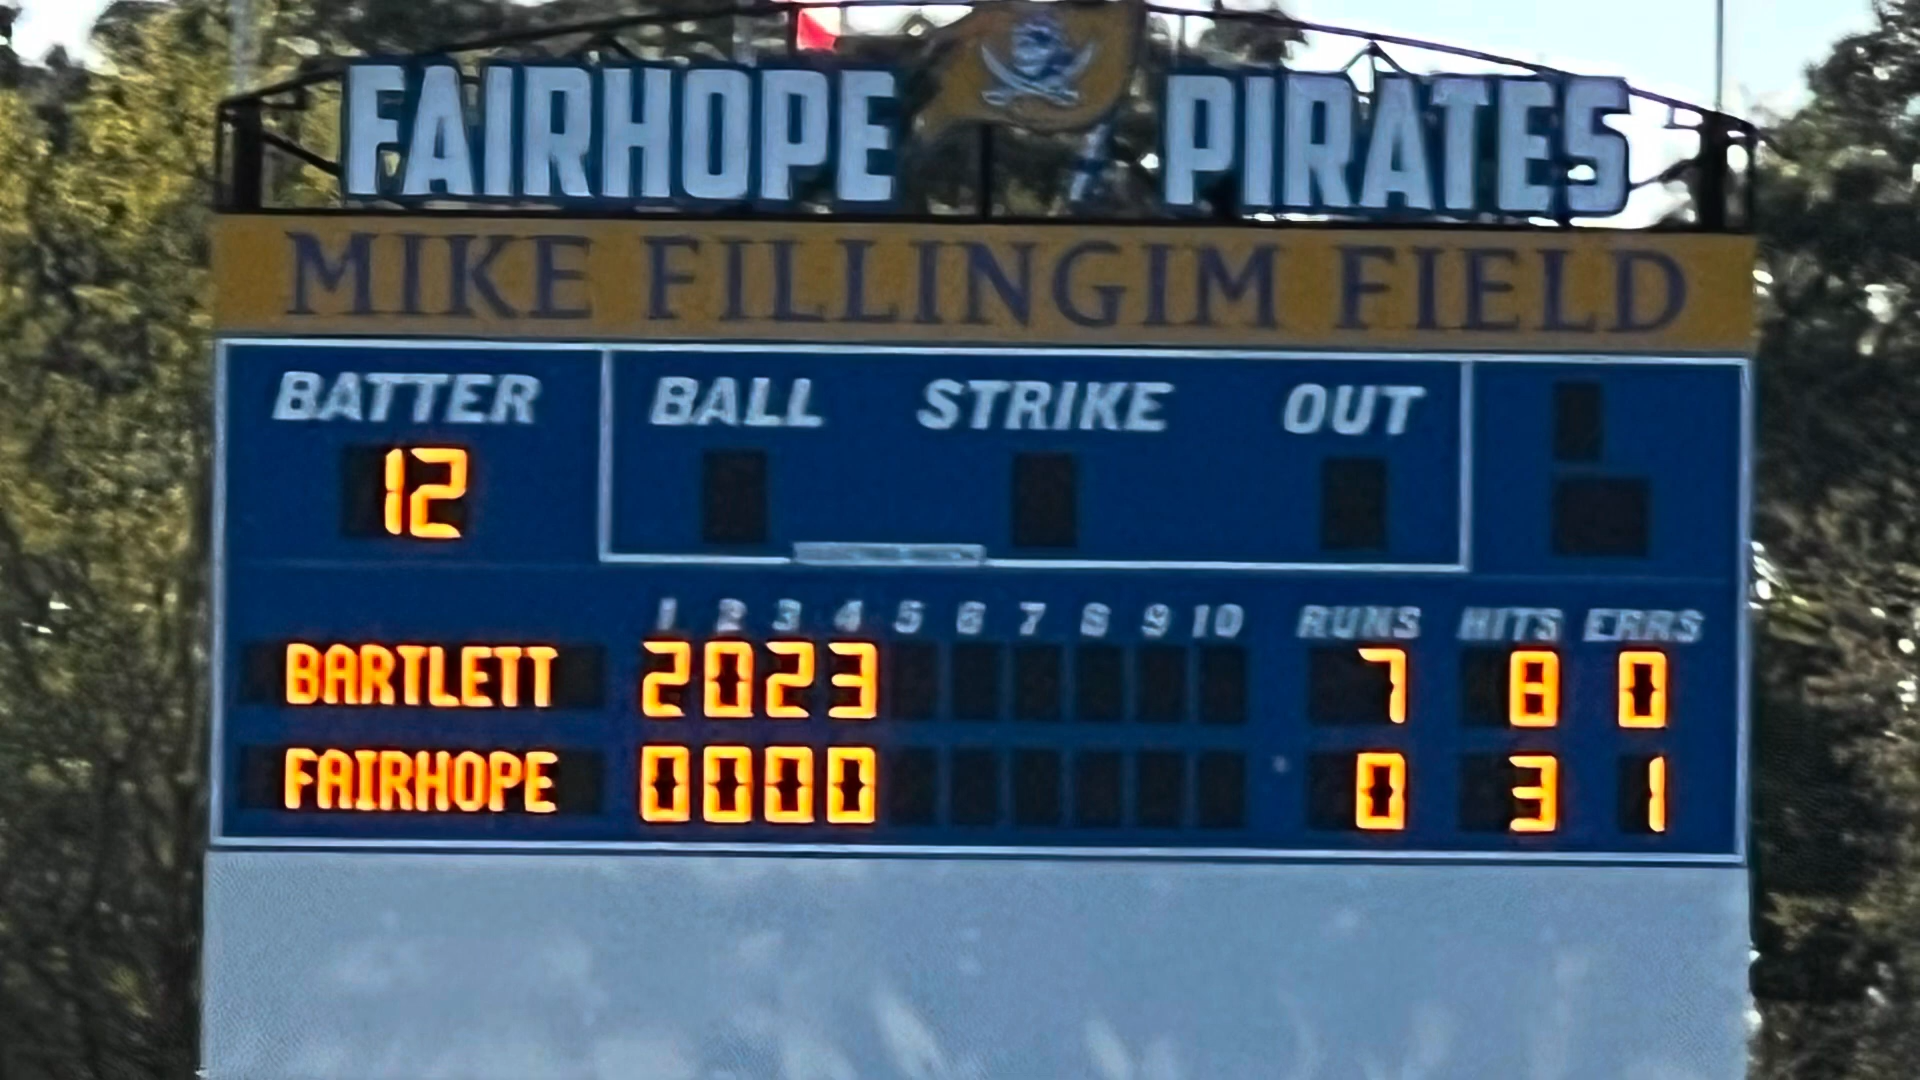 FAIRHOPE PIRATES
MIKE FILLINGIM FIELD
BATTER BALL STRIKE OUT
12
1 2 3 4 5 6 7 8 9 10 RUNS HITS ERRS
BARTLETT 2 0 2 3 7 8 0
FAIRHOPE 0 0 0 0 0 3 1